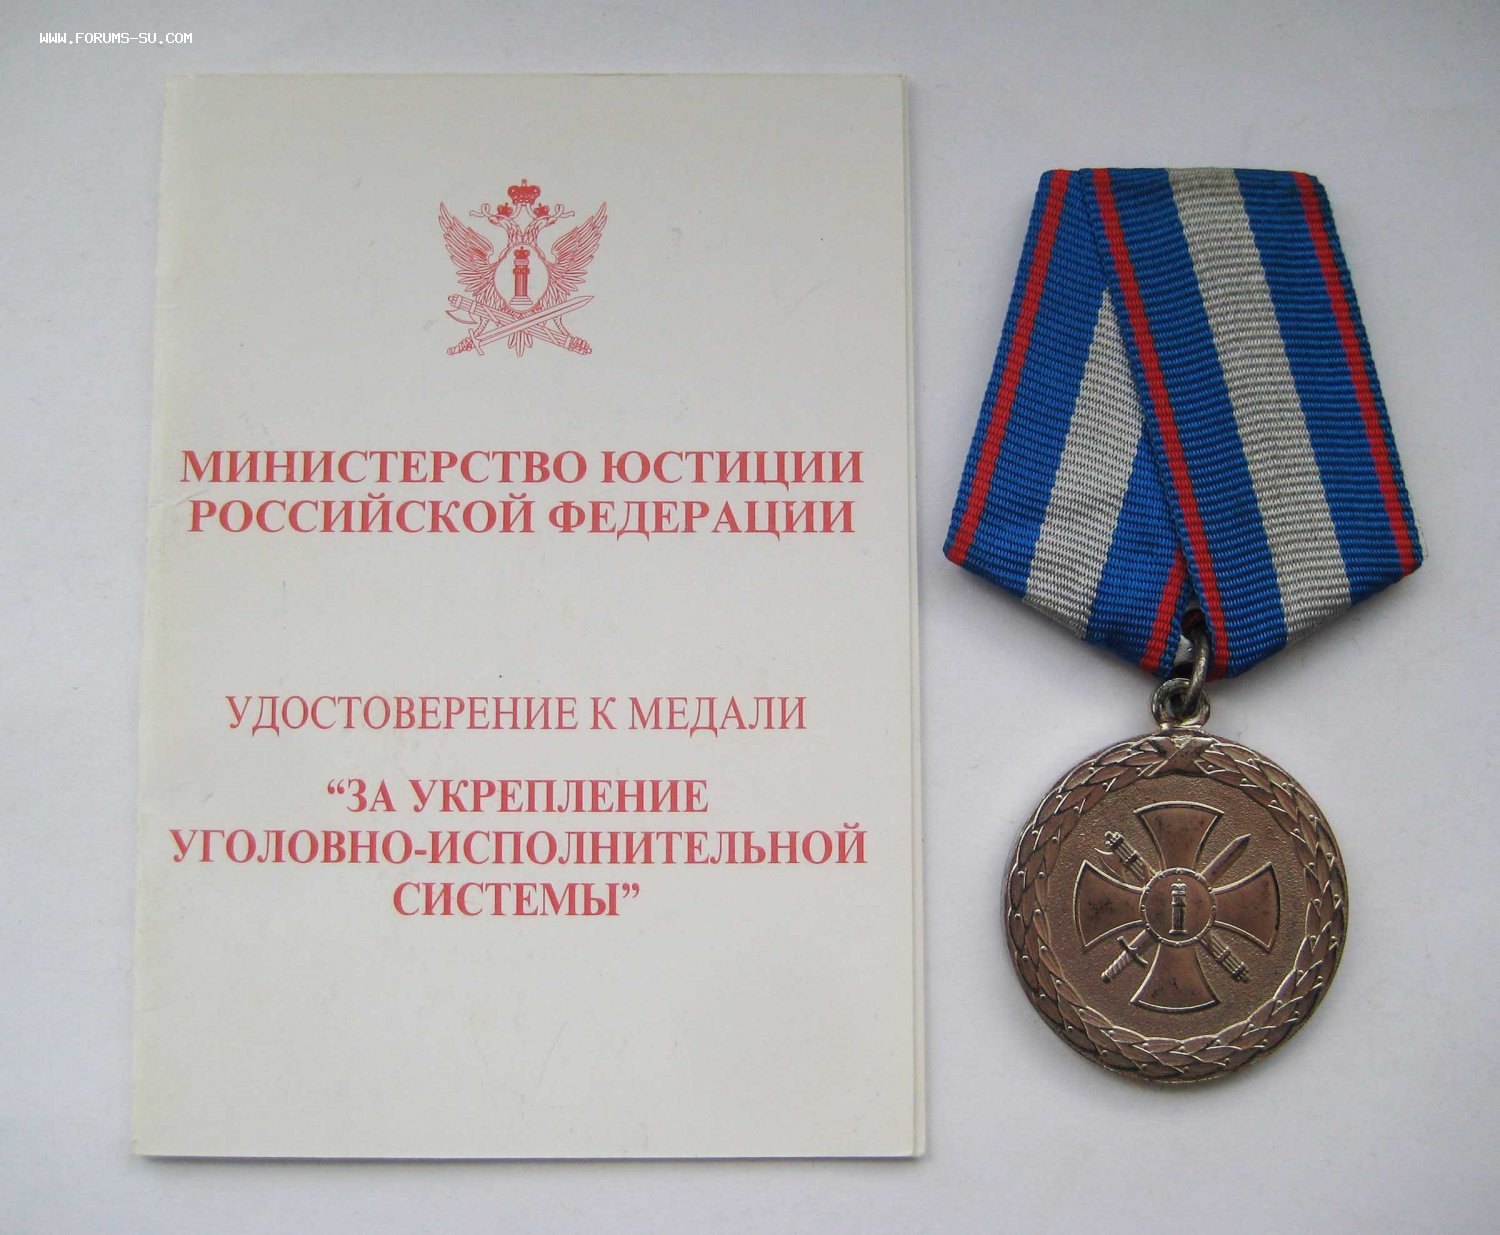 WWW.FORUMS-SU.COM
МИНИСТЕРСТВО ЮСТИЦИИ
РОССИЙСКОЙ ФЕДЕРАЦИИ
УДОСТОВЕРЕНИЕ К МЕДАЛИ
“ЗА УКРЕПЛЕНИЕ
УГОЛОВНО-ИСПОЛНИТЕЛЬНОЙ
СИСТЕМЫ”